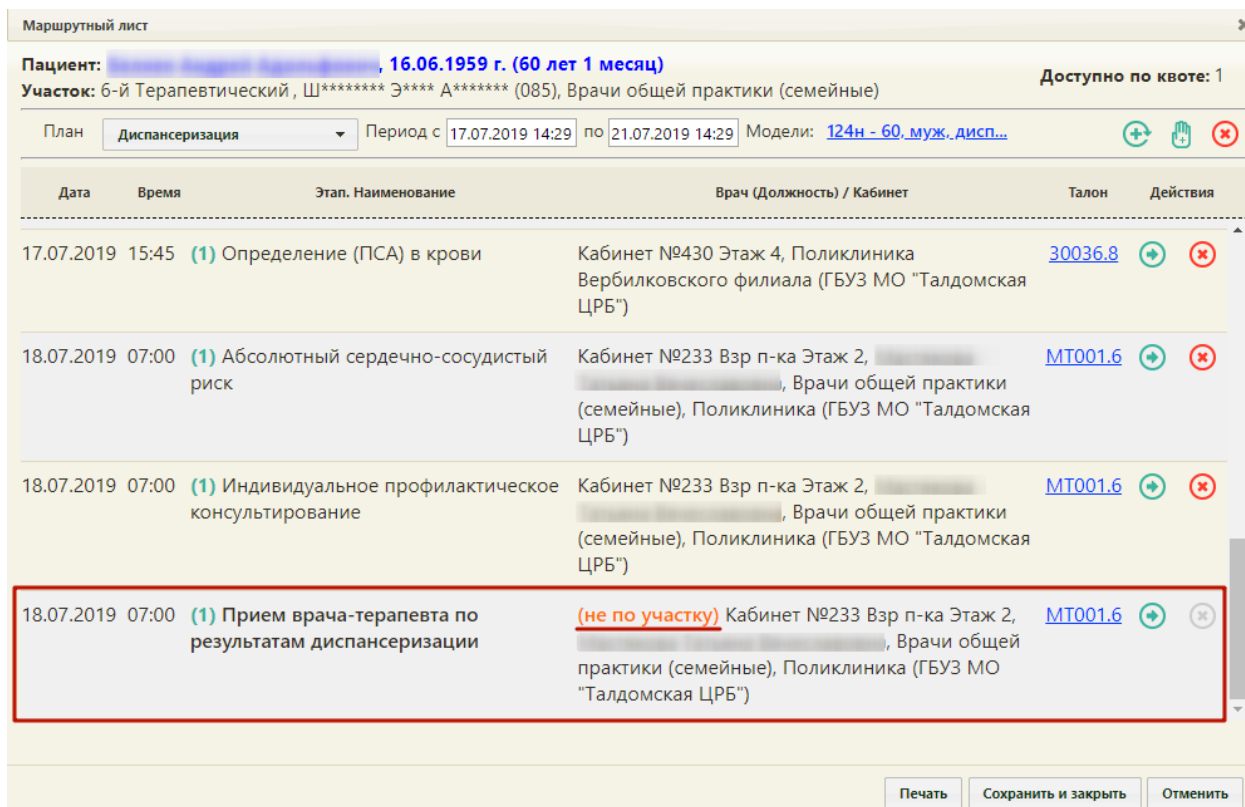 Маршрутный лист
Пациент: , 16.06.1959 г. (60 лет 1 месяц)
Участок: 6-й Терапевтический , Ш******** Э**** А******* (085), Врачи общей практики (семейные)
Доступно по квоте: 1
План Диспансеризация Период с 17.07.2019 14:29 по 21.07.2019 14:29 Модели: 124н - 60, муж, дисп...
Дата Время Этап. Наименование Врач (Должность) / Кабинет Талон Действия
17.07.2019 15:45 (1) Определение (ПСА) в крови Кабинет №430 Этаж 4, Поликлиника 30036.8
Вербилковского филиала (ГБУЗ МО "Талдомская
ЦРБ")
18.07.2019 07:00 (1) Абсолютный сердечно-сосудистый Кабинет №233 Взр п-ка Этаж 2, МТ001.6
риск , Врачи общей практики
(семейные), Поликлиника (ГБУЗ МО "Талдомская
ЦРБ")
18.07.2019 07:00 (1) Индивидуальное профилактическое Кабинет №233 Взр п-ка Этаж 2, МТ001.6
консультирование , Врачи общей практики
(семейные), Поликлиника (ГБУЗ МО "Талдомская
ЦРБ")
18.07.2019 07:00 (1) Прием врача-терапевта по (не по участку) Кабинет №233 Взр п-ка Этаж 2, МТ001.6
результатам диспансеризации , Врачи общей
практики (семейные), Поликлиника (ГБУЗ МО
"Талдомская ЦРБ")
Печать Сохранить и закрыть Отменить